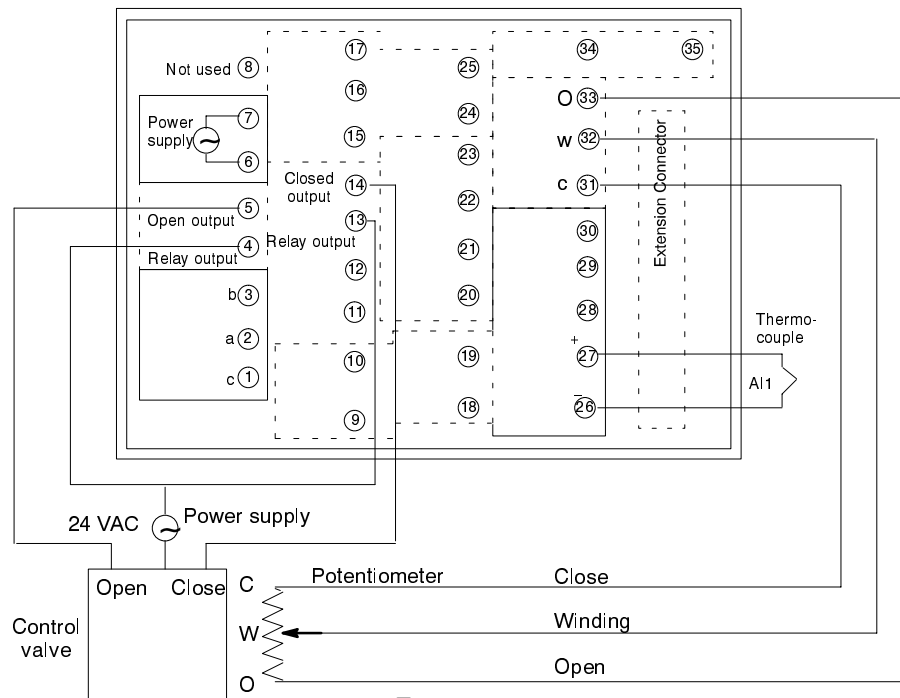 17
34
35
Not used 8
25
16
O 33
24
Power
supply
7
15
W 32
23
6
Closed
output
14
C 31
22
Open output
5
13
30
Relay output
4
Relay output
21
29
12
b 3
20
28
11
Extension Connector
a 2
+
27
Thermo-
couple
10
19
c 1
AI1
–
26
18
9
24 VAC
Power supply
Open
Close
C
Potentiometer
Close
Control
valve
W
Winding
O
Open